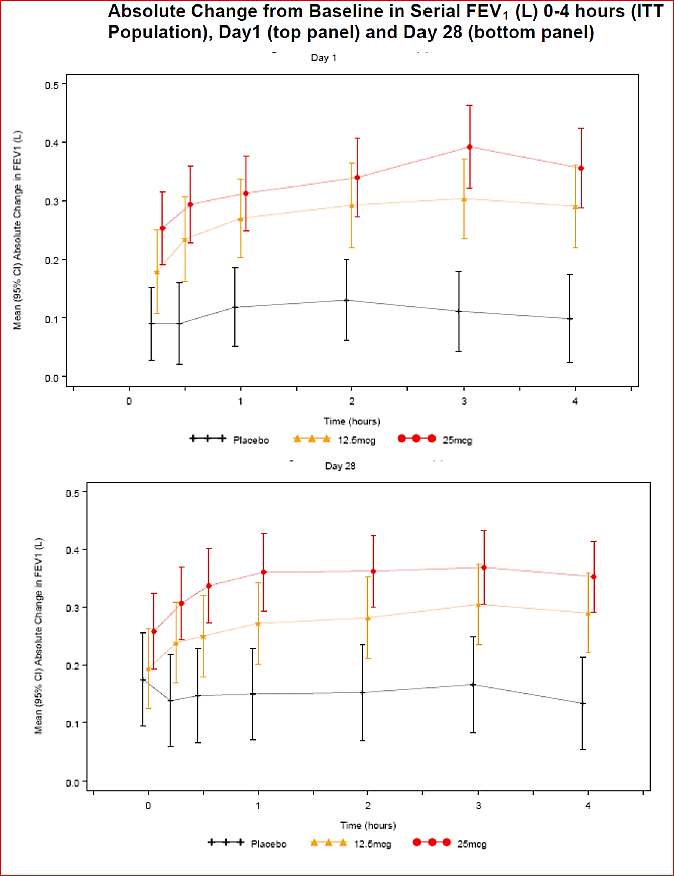 Absolute Change from Baseline in Serial FEV1 (L) 0-4 hours (ITT
Population), Day1 (top panel) and Day 28 (bottom panel)
Day 1
Mean (95% CI) Absolute Change in FEV1 (L)
0.5
0.4
0.3
0.2
0.1
0.0
0 1 2 3 4
Time (hours)
Placebo 12.5mcg 25mcg
Day 28
Mean (95% CI) Absolute Change in FEV1 (L)
0.5
0.4
0.3
0.2
0.1
0.0
0 1 2 3 4
Time (hours)
Placebo 12.5mcg 25mcg